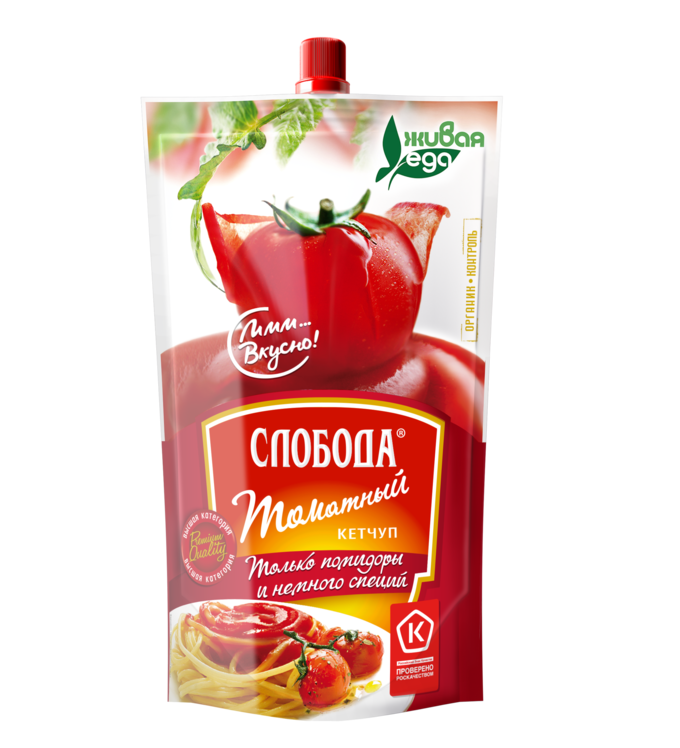 живая
еда
ОРГАНИК • КОНТРОЛЬ
Ммм...
Вкусно!
СЛОБОДА®
Томатный
КЕТЧУП
Только помидоры
и немного специй
ВЫСШАЯ КАТЕГОРИЯ
Premium
Quality
ВЫСШАЯ КАТЕГОРИЯ
К
ПРОВЕРЕНО
РОСКАЧЕСТВОМ